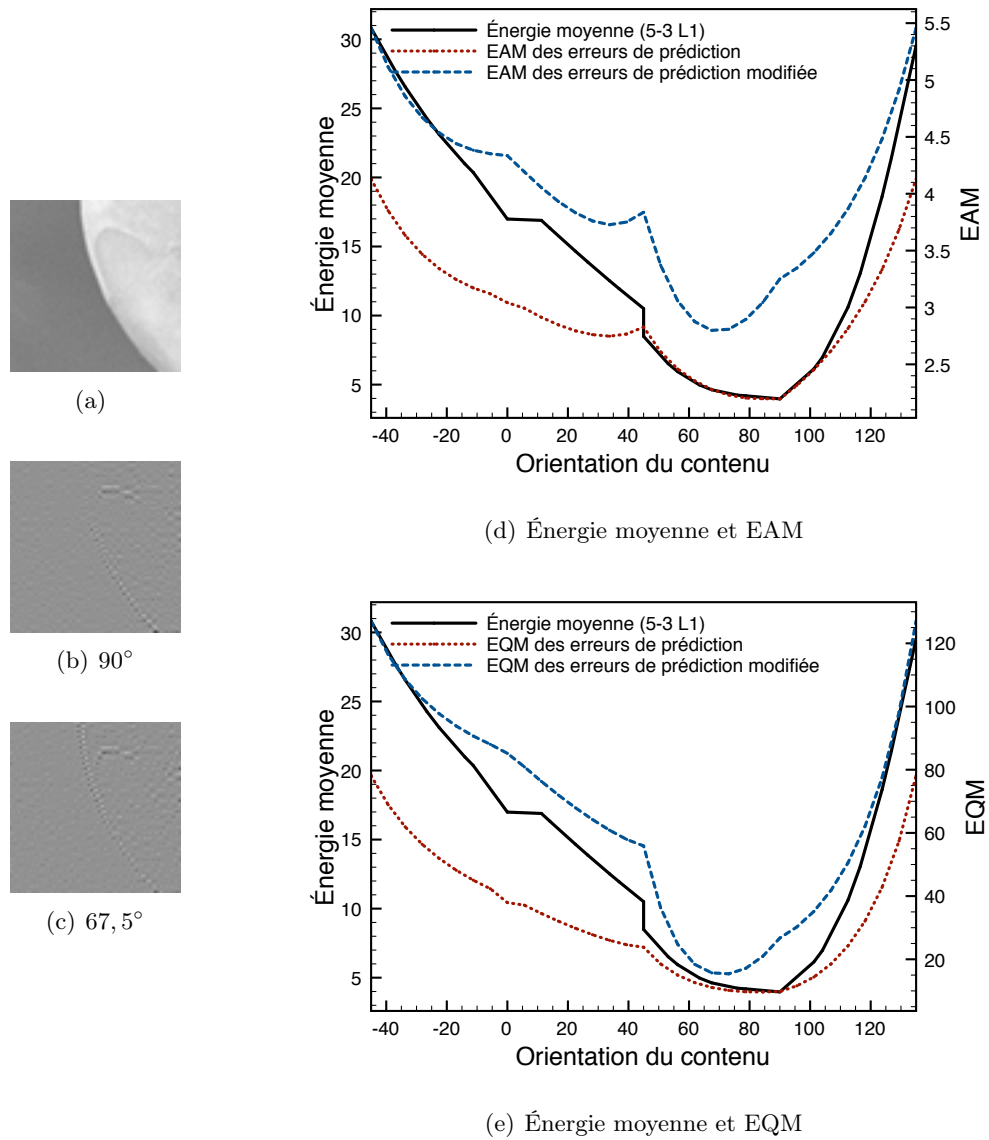 (a)
(b) 90°
(c) 67, 5°
Énergie moyenne (5-3 L1)
EAM des erreurs de prédiction
EAM des erreurs de prédiction modifiée
30
25
20
15
10
5
Énergie moyenne
5.5
5
4.5
4
3.5
3
2.5
EAM
-40 -20 0 20 40 60 80 100 120
Orientation du contenu
(d) Énergie moyenne et EAM
Énergie moyenne (5-3 L1)
EQM des erreurs de prédiction
EQM des erreurs de prédiction modifiée
30
25
20
15
10
5
Énergie moyenne
120
100
80
60
40
20
EQM
-40 -20 0 20 40 60 80 100 120
Orientation du contenu
(e) Énergie moyenne et EQM